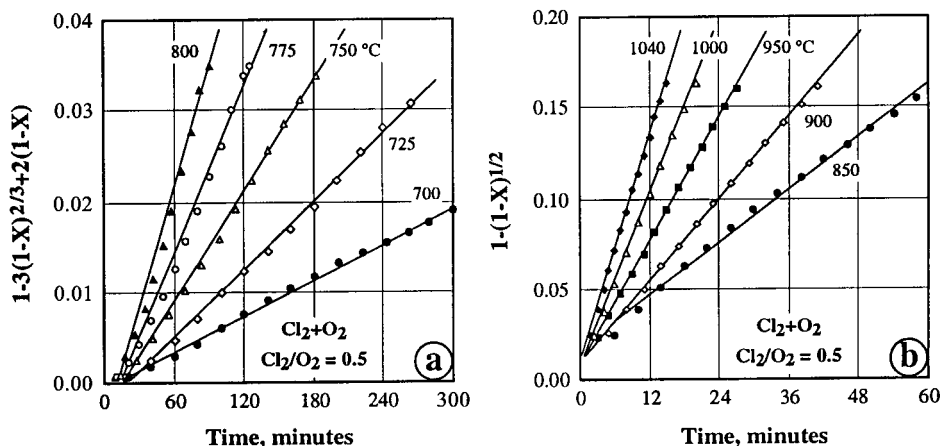 1-3(1-X)^{2/3}+2(1-X)
0.04
0.03
0.02
0.01
0.00
800
775
750 °C
725
700
Cl₂+O₂
Cl₂/O₂ = 0.5
a
0 60 120 180 240 300
Time, minutes
1-(1-X)^{1/2}
0.20
0.15
0.10
0.05
0.00
1040
1000
950 °C
900
850
Cl₂+O₂
Cl₂/O₂ = 0.5
b
0 12 24 36 48 60
Time, minutes